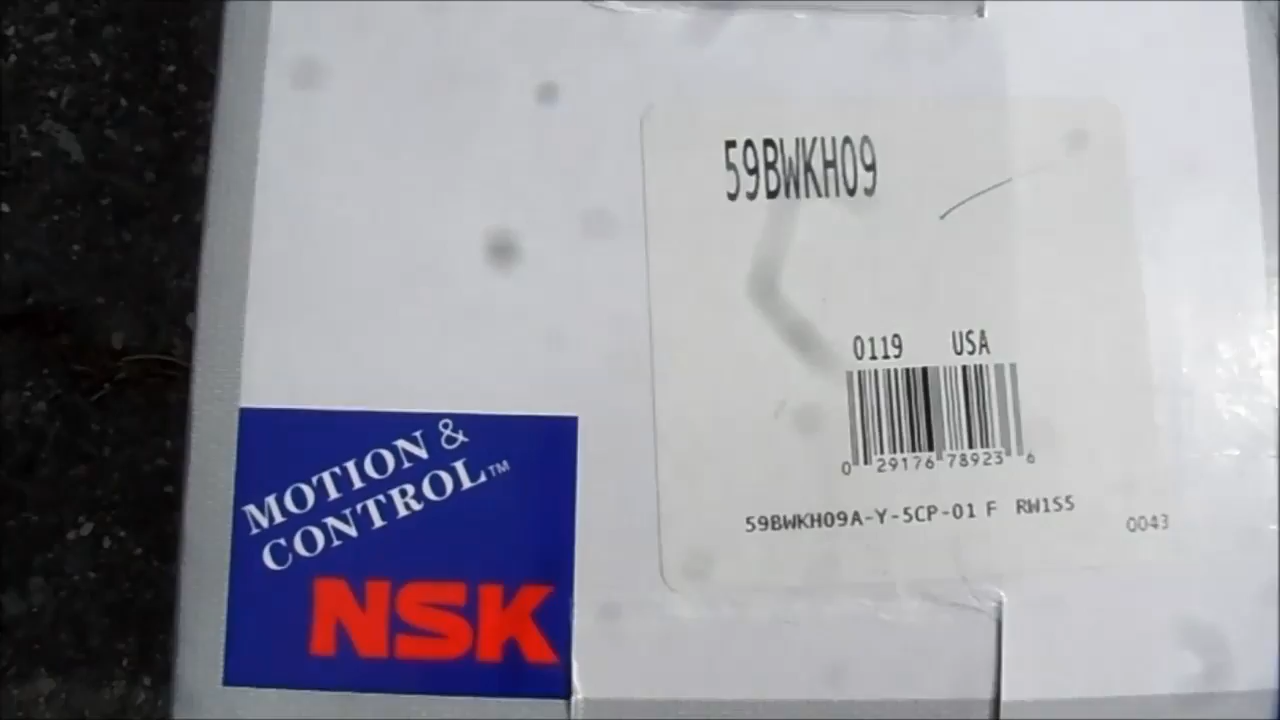 59BWKH09
0119 USA
0 29176 78923 6
59BWKH09A-Y-5CP-01 F RW1S5
0043
MOTION &
CONTROL™
NSK